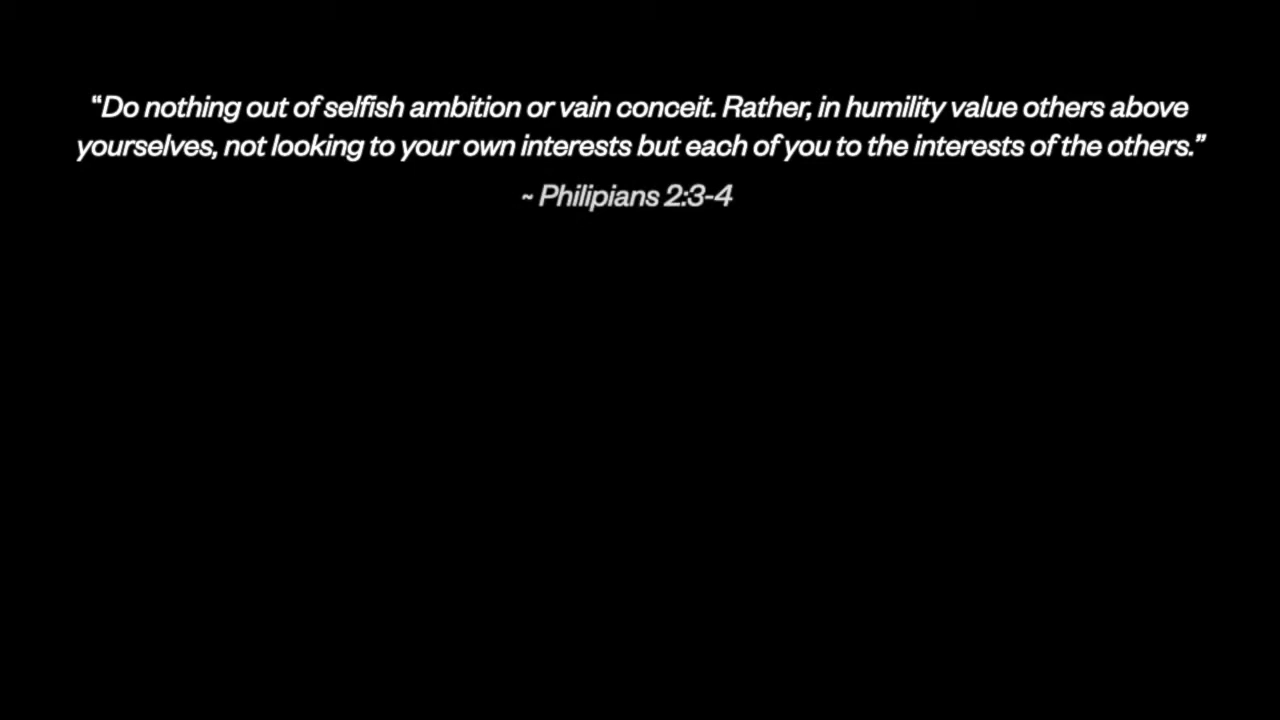 “Do nothing out of selfish ambition or vain conceit. Rather, in humility value others above
yourselves, not looking to your own interests but each of you to the interests of the others.”
~ Philipians 2:3-4